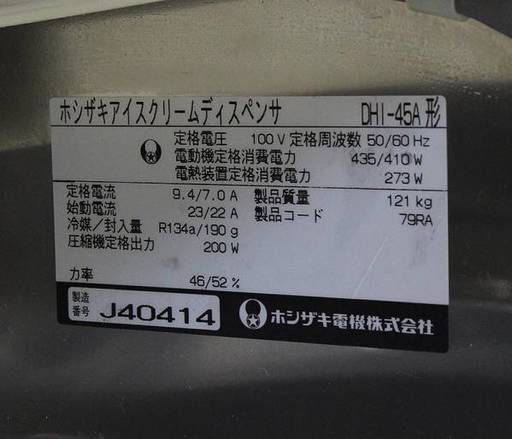 ホシザキアイスクリームディスペンサ DHI-45A 形
定格電圧 100 V 定格周波数 50/60 Hz
電動機定格消費電力 435/410 W
電熱装置定格消費電力 273 W
定格電流 9.4/7.0 A 製品質量 121 kg
始動電流 23/22 A 製品コード 79RA
冷媒/封入量 R134a/190 g
圧縮機定格出力 200 W
力率 46/52 %
製造番号 J40414 ホシザキ電機株式会社